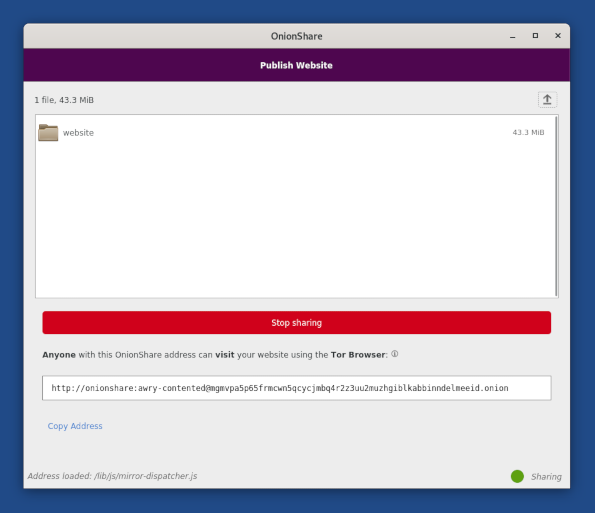 OnionShare
Publish Website
1 file, 43.3 MiB
website 43.3 MiB
Stop sharing
Anyone with this OnionShare address can visit your website using the Tor Browser:
http://onionshare:awry-contented@mgmvpa5p65frmcwn5qcycjmbq4r2z3uu2muzhgiblkabbinndelmeeid.onion
Copy Address
Address loaded: /lib/js/mirror-dispatcher.js Sharing